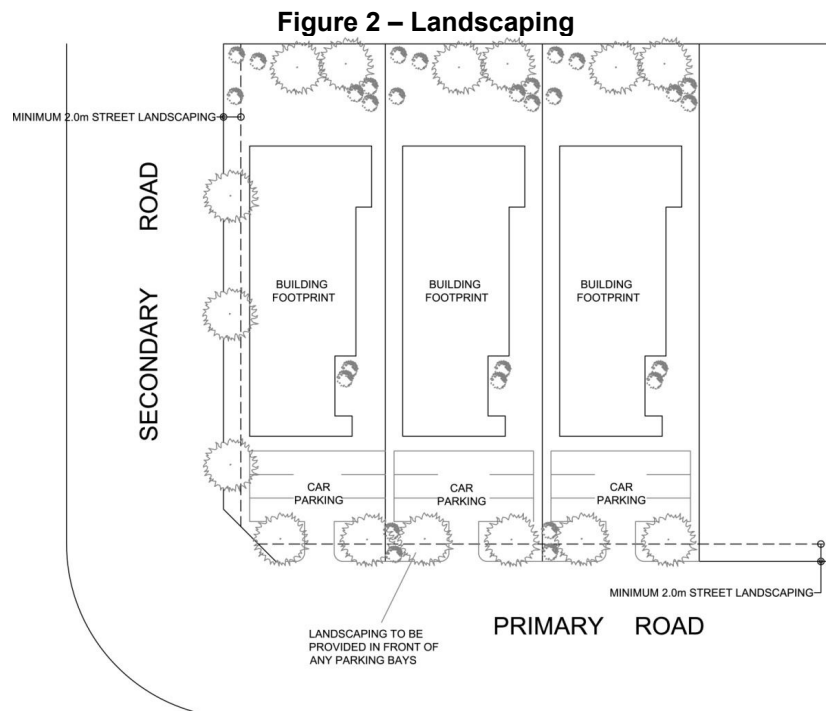 Figure 2 – Landscaping
MINIMUM 2.0m STREET LANDSCAPING
SECONDARY ROAD
BUILDING
FOOTPRINT
BUILDING
FOOTPRINT
BUILDING
FOOTPRINT
CAR
PARKING
CAR
PARKING
CAR
PARKING
MINIMUM 2.0m STREET LANDSCAPING
LANDSCAPING TO BE
PROVIDED IN FRONT OF
ANY PARKING BAYS
PRIMARY ROAD